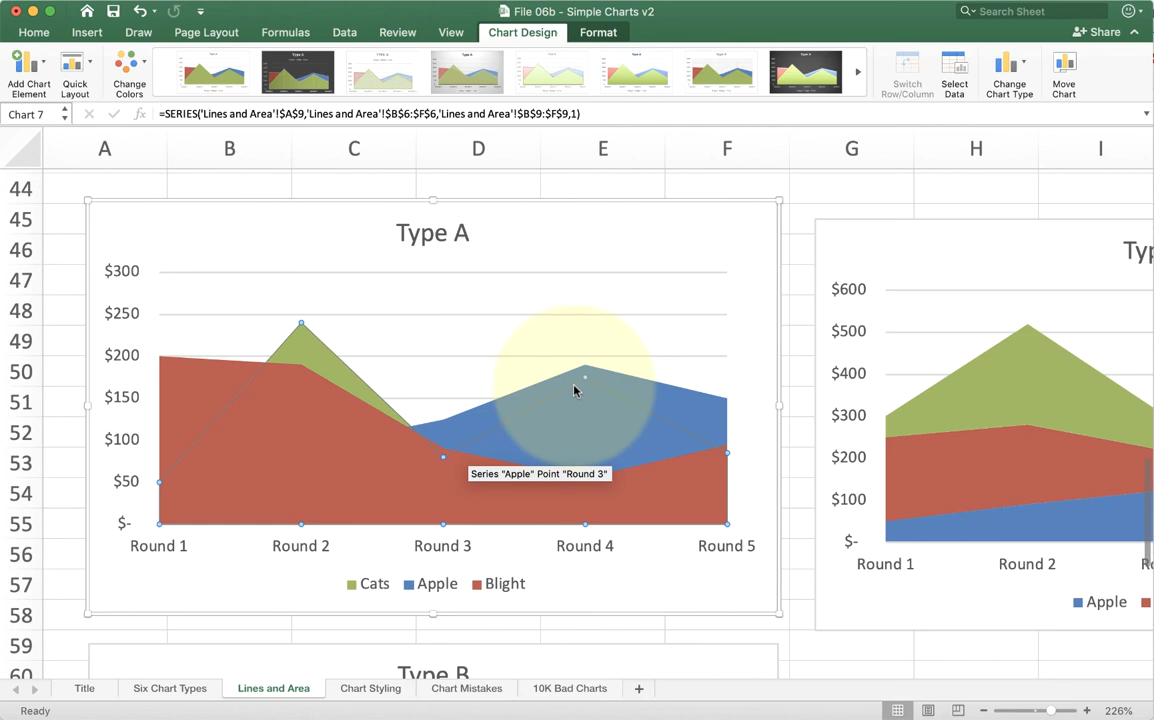 File 06b - Simple Charts v2
Search Sheet
Home Insert Draw Page Layout Formulas Data Review View Chart Design Format
Share
Add Chart Element
Quick Layout
Change Colors
Switch Row/Column
Select Data
Change Chart Type
Move Chart
Chart 7
fx
=SERIES('Lines and Area'!$A$9,'Lines and Area'!$B$6:$F$6,'Lines and Area'!$B$9:$F$9,1)
A B C D E F G H I
44
45
46
47
48
49
50
51
52
53
54
55
56
57
58
59
60
Type A
$300
$250
$200
$150
$100
$50
$-
Round 1 Round 2 Round 3 Round 4 Round 5
Cats Apple Blight
Series "Apple" Point "Round 3"
Typ
$600
$500
$400
$300
$200
$100
$-
Round 1 Round 2
Apple
Type B
Title Six Chart Types Lines and Area Chart Styling Chart Mistakes 10K Bad Charts +
Ready
226%